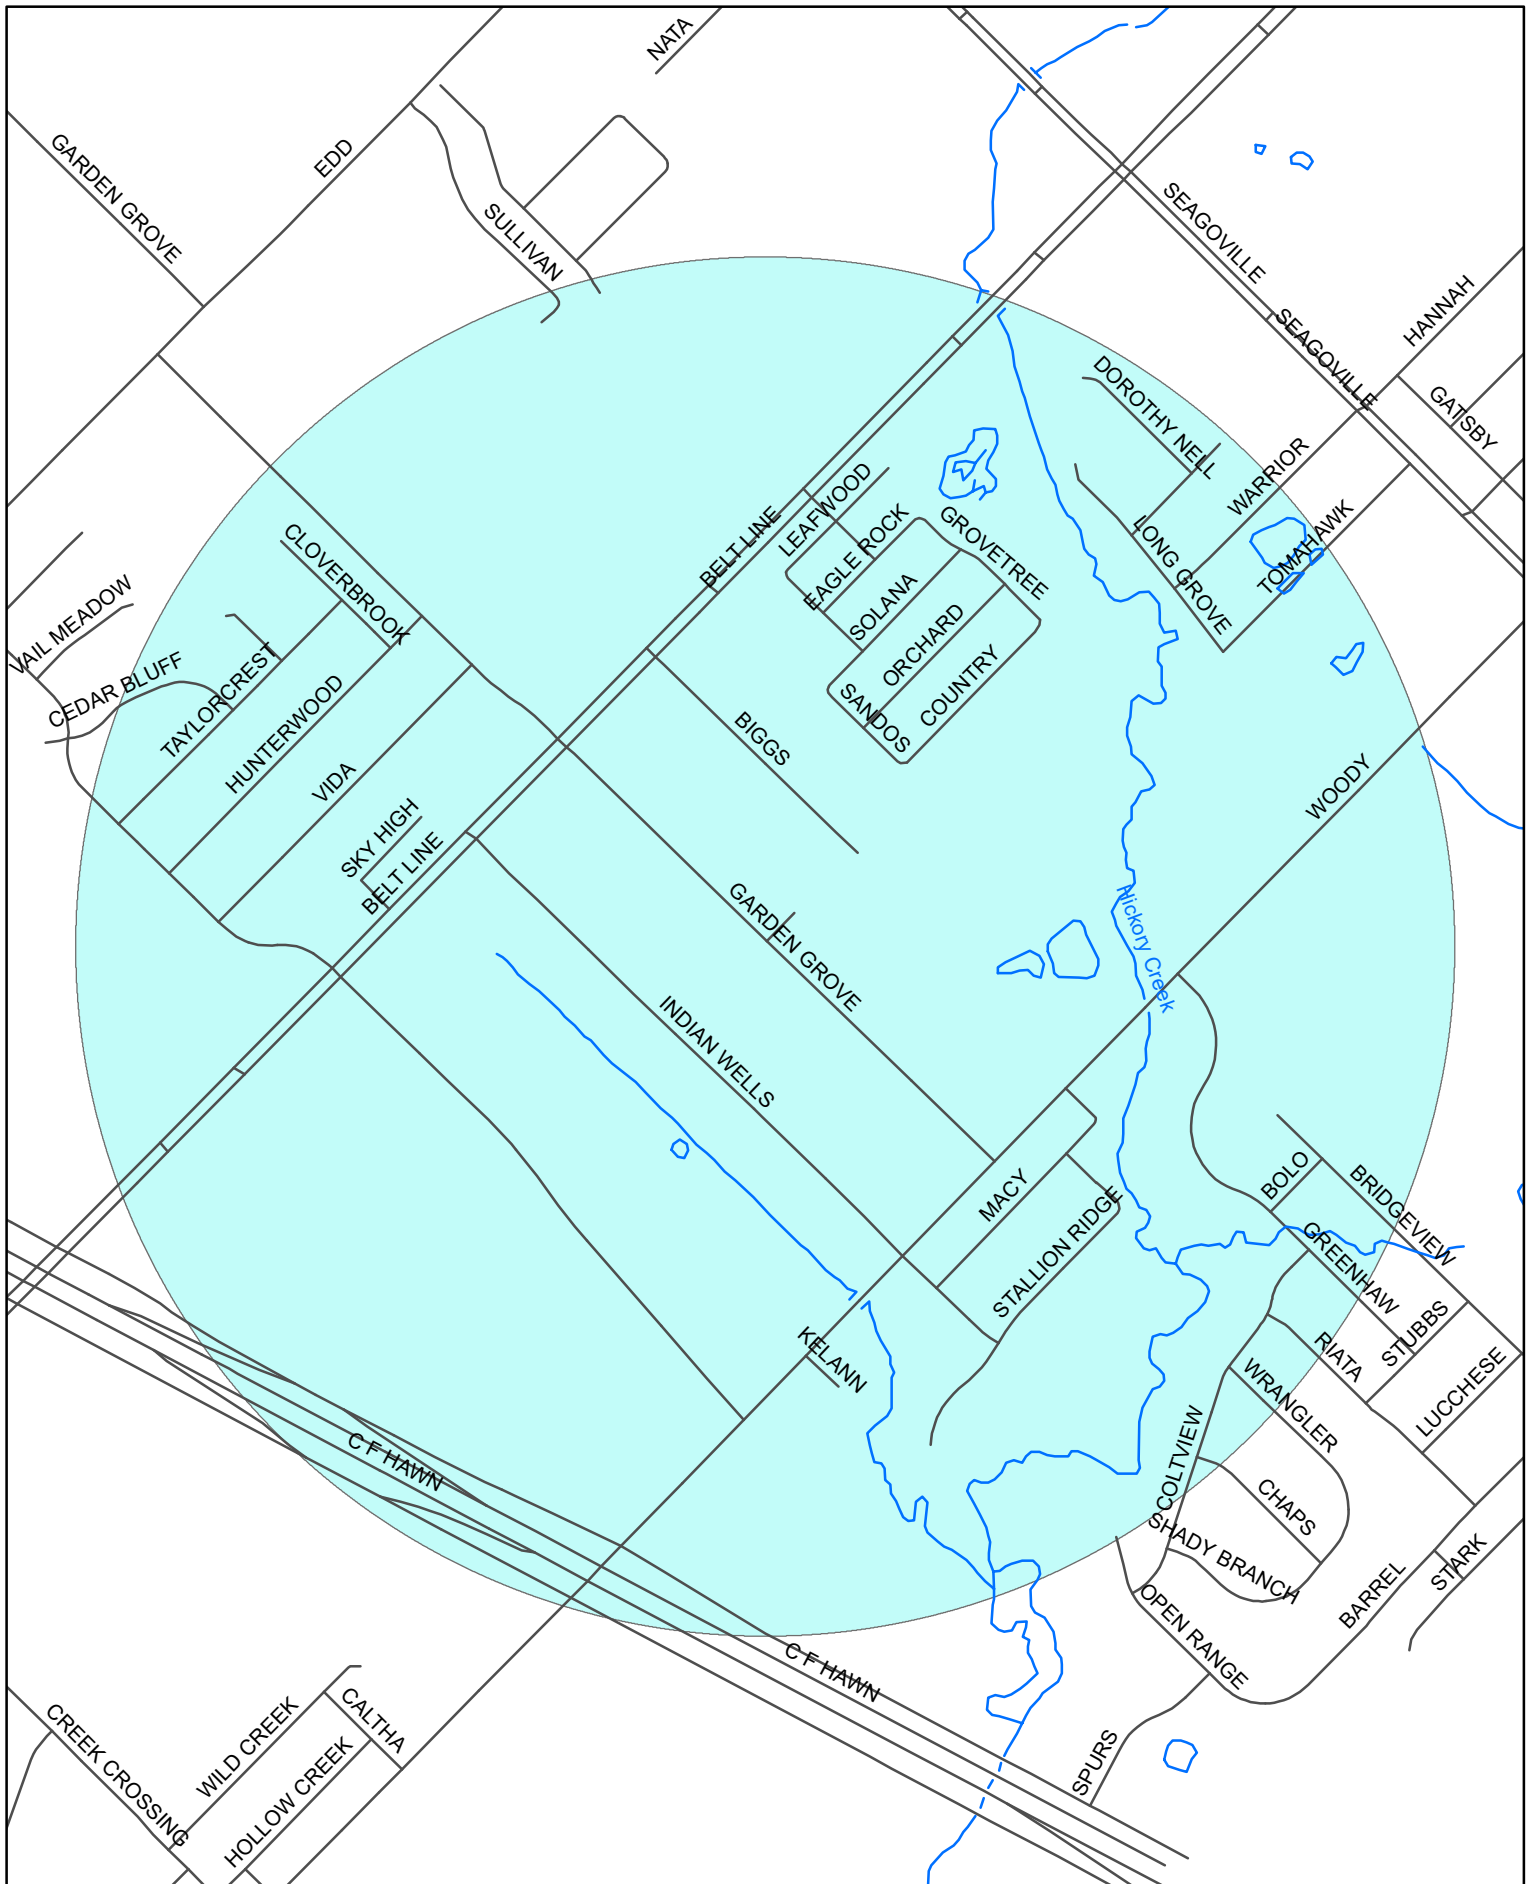 NATA
GARDEN GROVE
EDD
SULLIVAN
SEAGOVILLE
SEAGOVILLE
HANNAH
GATSBY
DOROTHY NELL
WARRIOR
LONG GROVE
TOMAHAWK
LEAFWOOD
EAGLE ROCK
GROVETREE
BELT LINE
SOLANA
ORCHARD
COUNTRY
SANDOS
BIGGS
CLOVERBROOK
VAIL MEADOW
CEDAR BLUFF
TAYLORCREST
HUNTERWOOD
VIDA
SKY HIGH
BELT LINE
WOODY
GARDEN GROVE
Hickory Creek
INDIAN WELLS
MACY
STALLION RIDGE
BOLO
BRIDGEVIEW
GREENHAW
STUBBS
RIATA
LUCCHESE
KELANN
WRANGLER
COLTVIEW
C F HAWN
CHAPS
SHADY BRANCH
STARK
BARREL
OPEN RANGE
C F HAWN
SPURS
CALTHA
WILD CREEK
CREEK CROSSING
HOLLOW CREEK